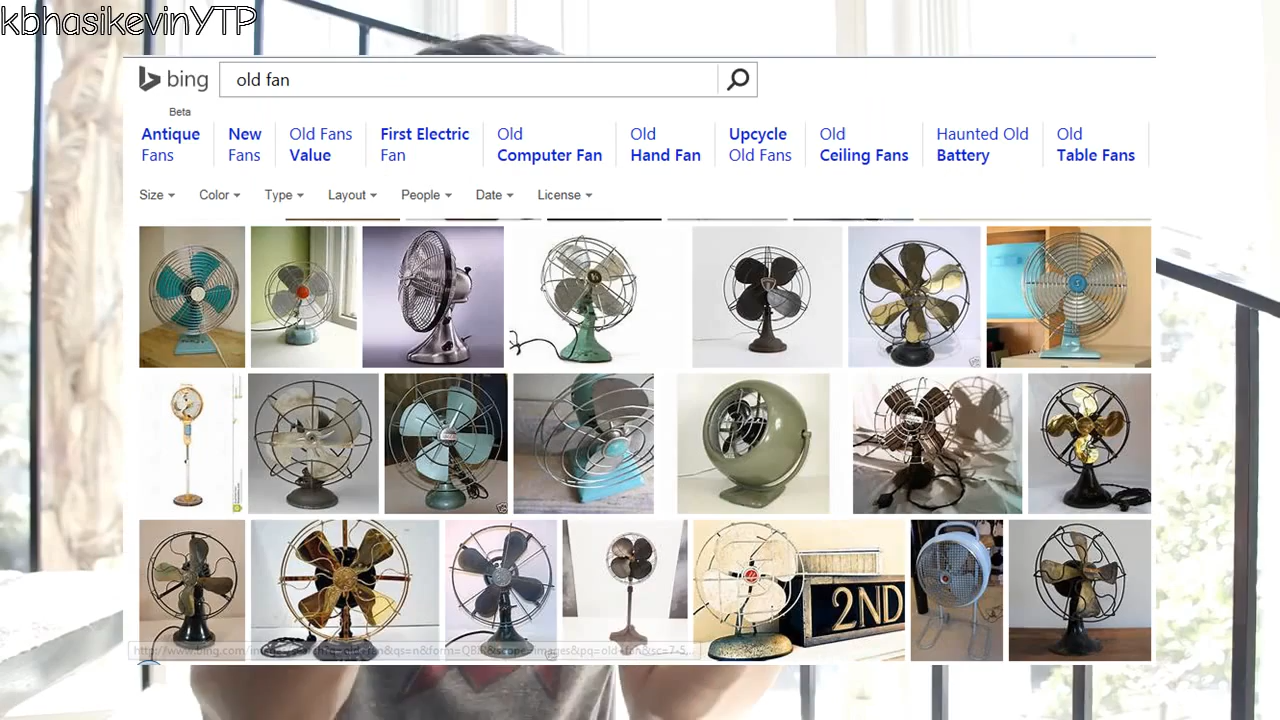 kbhasikevinYTP
bing
old fan
Beta
Antique Fans
New Fans
Old Fans Value
First Electric Fan
Old Computer Fan
Old Hand Fan
Upcycle Old Fans
Old Ceiling Fans
Haunted Old Battery
Old Table Fans
Size Color Type Layout People Date License
2ND